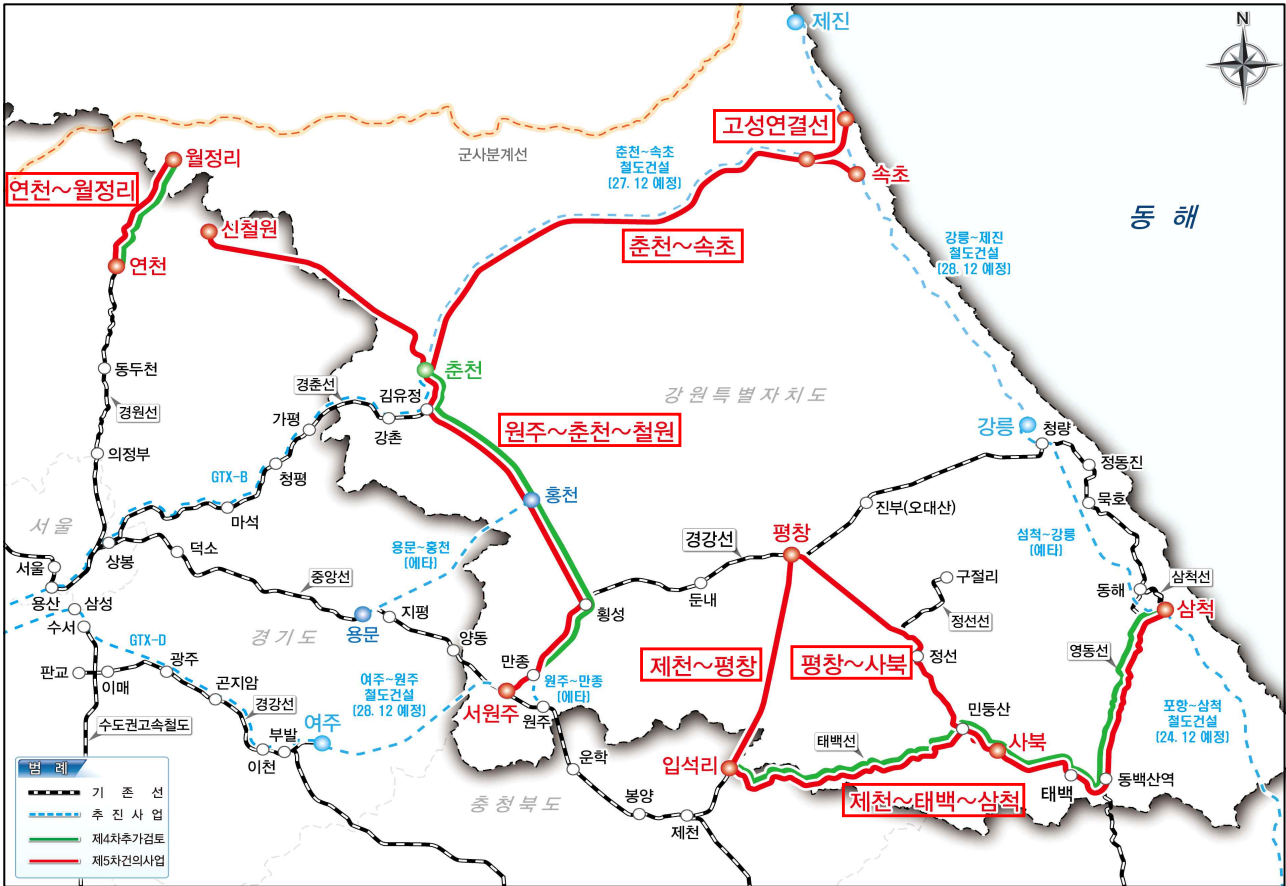 제진
N
고성연결선
군사분계선
춘천~속초
철도건설
(27. 12 예정)
월정리
연천~월정리
속초
신철원
동 해
춘천~속초
강릉~제진
철도건설
(28. 12 예정)
연천
동두천
춘천
경춘선
김유정
강원특별자치도
경원선
가평
강촌
원주~춘천~철원
강릉
청량
의정부
청평
정동진
GTX-B
홍천
마석
묵호
진부(오대산)
서울
용문~홍천
(예타)
평창
삼척~강릉
(예타)
상봉
덕소
경강선
서울
중앙선
구절리
둔내
동해
삼척선
용산
삼성
횡성
삼척
지평
용문
정선선
수서
GTX-D
경기도
양동
영동선
제천~평창
평창~사북
정선
광주
만종
판교
이매
여주~원주
철도건설
(28. 12 예정)
원주~만종
(예타)
곤지암
서원주
경강선
원주
포항~삼척
철도건설
(24. 12 예정)
여주
수도권고속철도
민둥산
부발
이천
태백선
사북
입석리
운학
범 례
태백
동백산역
기 존 선
충청북도
봉양
제천~태백~삼척
추 진 사 업
제천
제4차추가검토
제5차건의사업